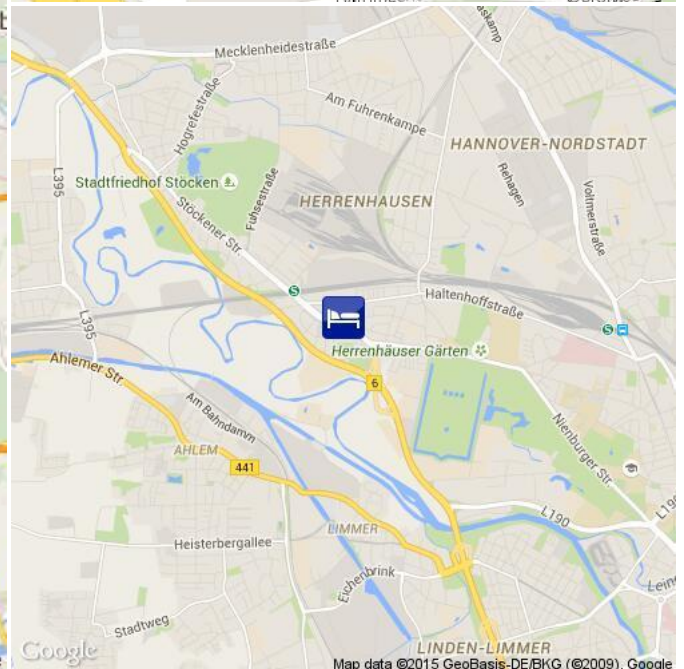 Mecklenheidestraße
Hogrefestraße
Am Fuhrenkampe
HANNOVER-NORDSTADT
L395
Stadtfriedhof Stöcken
Fuhsestraße
HERRENHAUSEN
Rehagen
Voltmerstraße
Stöckener Str.
S
Haltenhoffstraße
L395
S
Herrenhäuser Gärten
Ahlemer Str.
6
Am Bahndamm
Nienburger Str.
AHLEM
441
L190
L190
LIMMER
Heisterbergallee
Eichenbrink
Leine
Stadtweg
LINDEN-LIMMER
Google
Map data ©2015 GeoBasis-DE/BKG (©2009), Google